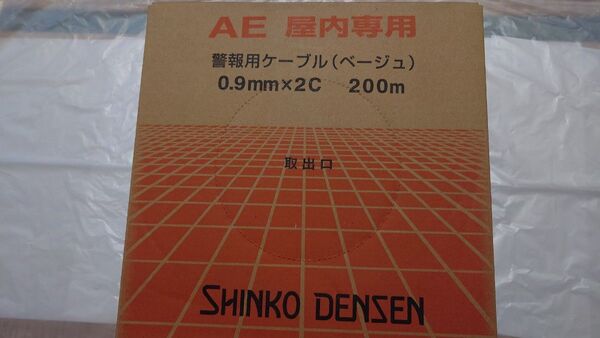 AE 屋内専用
警報用ケーブル(ベージュ)
0.9mm×2C 200m
取出口
SHINKO DENSEN